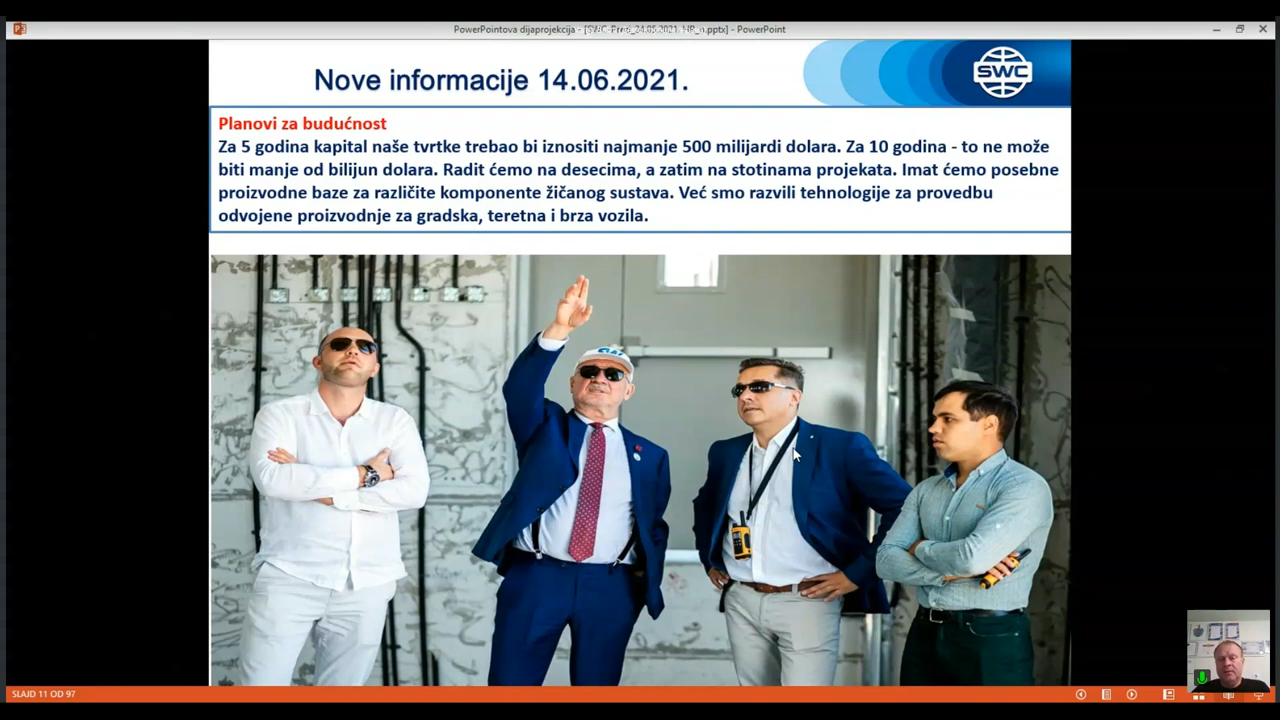 PowerPointova dijaprojekcija - [SWC-Prez_24.05.2021._HR_n.pptx] - PowerPoint
Nove informacije 14.06.2021.
SWC
Planovi za budućnost
Za 5 godina kapital naše tvrtke trebao bi iznositi najmanje 500 milijardi dolara. Za 10 godina - to ne može
biti manje od bilijun dolara. Radit ćemo na desecima, a zatim na stotinama projekata. Imat ćemo posebne
proizvodne baze za različite komponente žičanog sustava. Već smo razvili tehnologije za provedbu
odvojene proizvodnje za gradska, teretna i brza vozila.
SLAJD 11 OD 97